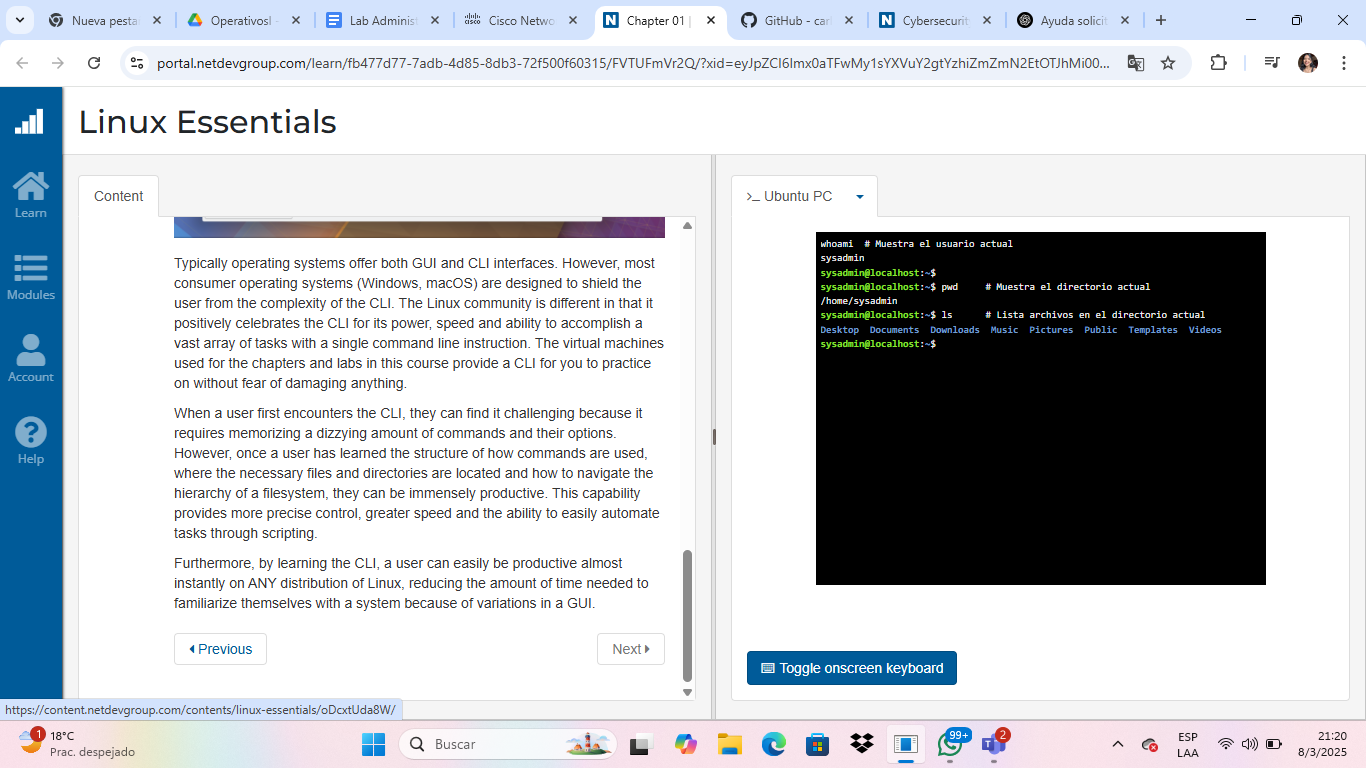 Nueva pesta
Operativosl -
Lab Administ
Cisco Netwo
Chapter 01 |
GitHub - carl
Cybersecurit
Ayuda solicit
portal.netdevgroup.com/learn/fb477d77-7adb-4d85-8db3-72f500f60315/FVTUFmVr2Q/?xid=eyJpZCI6Imx0aTFwMy1sYXVuY2gtYzhiZmZmN2EtOTJhMi00...
Linux Essentials
Learn
Modules
Account
Help
Content
Typically operating systems offer both GUI and CLI interfaces. However, most
consumer operating systems (Windows, macOS) are designed to shield the
user from the complexity of the CLI. The Linux community is different in that it
positively celebrates the CLI for its power, speed and ability to accomplish a
vast array of tasks with a single command line instruction. The virtual machines
used for the chapters and labs in this course provide a CLI for you to practice
on without fear of damaging anything.
When a user first encounters the CLI, they can find it challenging because it
requires memorizing a dizzying amount of commands and their options.
However, once a user has learned the structure of how commands are used,
where the necessary files and directories are located and how to navigate the
hierarchy of a filesystem, they can be immensely productive. This capability
provides more precise control, greater speed and the ability to easily automate
tasks through scripting.
Furthermore, by learning the CLI, a user can easily be productive almost
instantly on ANY distribution of Linux, reducing the amount of time needed to
familiarize themselves with a system because of variations in a GUI.
Previous
Next
https://content.netdevgroup.com/contents/linux-essentials/oDcxtUda8W/
>_ Ubuntu PC
whoami  # Muestra el usuario actual
sysadmin
sysadmin@localhost:~$
sysadmin@localhost:~$ pwd     # Muestra el directorio actual
/home/sysadmin
sysadmin@localhost:~$ ls      # Lista archivos en el directorio actual
Desktop  Documents  Downloads  Music  Pictures  Public  Templates  Videos
sysadmin@localhost:~$
Toggle onscreen keyboard
1
18°C
Prac. despejado
Buscar
99+
2
ESP
LAA
21:20
8/3/2025